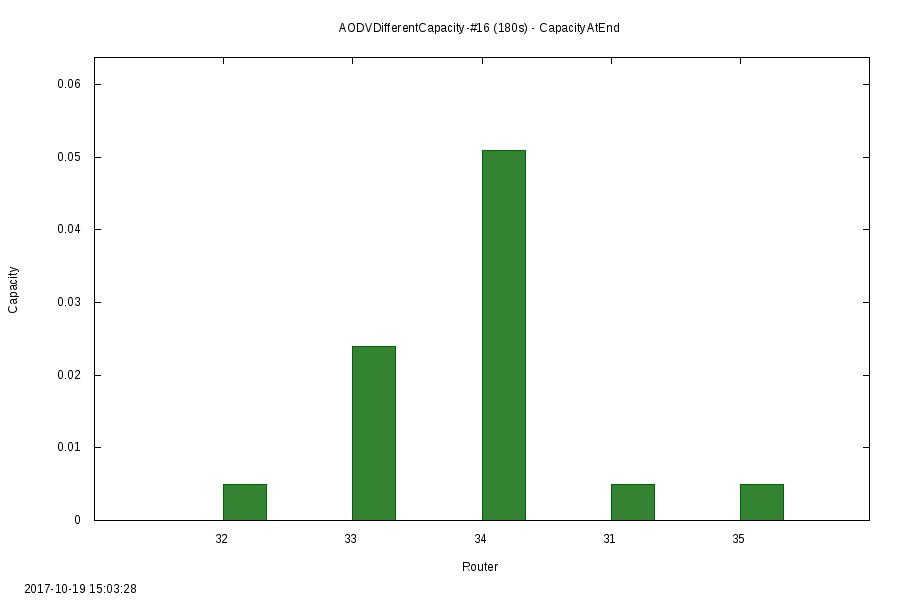 AODVDifferentCapacity-#16 (180s) - CapacityAtEnd
0.06
0.05
0.04
0.03
0.02
0.01
0
Capacity
32 33 34 31 35
Router
2017-10-19 15:03:28